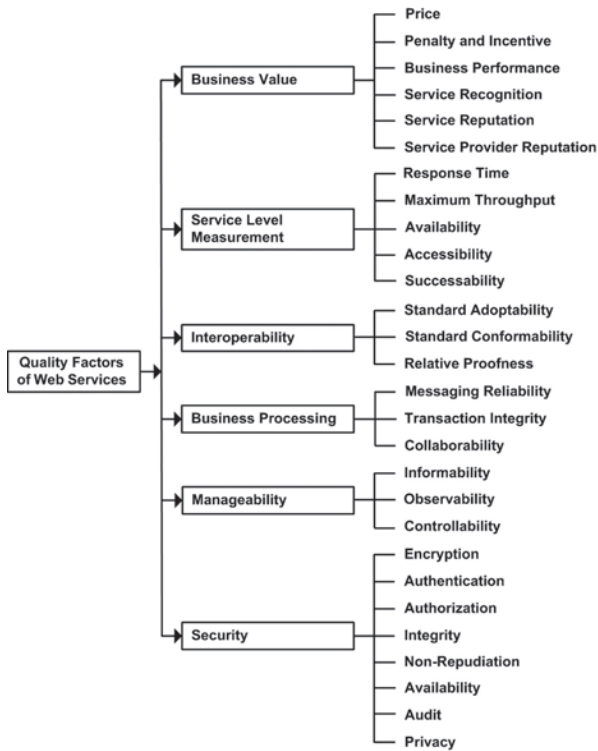 Quality Factors
of Web Services
Business Value
Price
Penalty and Incentive
Business Performance
Service Recognition
Service Reputation
Service Provider Reputation
Service Level
Measurement
Response Time
Maximum Throughput
Availability
Accessibility
Successability
Interoperability
Standard Adoptability
Standard Conformability
Relative Proofness
Business Processing
Messaging Reliability
Transaction Integrity
Collaborability
Manageability
Informability
Observability
Controllability
Security
Encryption
Authentication
Authorization
Integrity
Non-Repudiation
Availability
Audit
Privacy